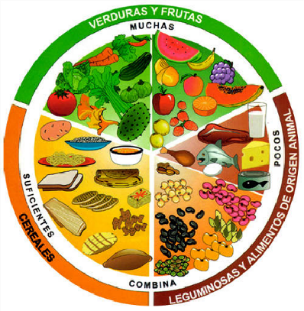 VERDURAS Y FRUTAS
MUCHAS
SUFICIENTES
CEREALES
COMBINA
POCOS
LEGUMINOSAS Y ALIMENTOS DE ORIGEN ANIMAL